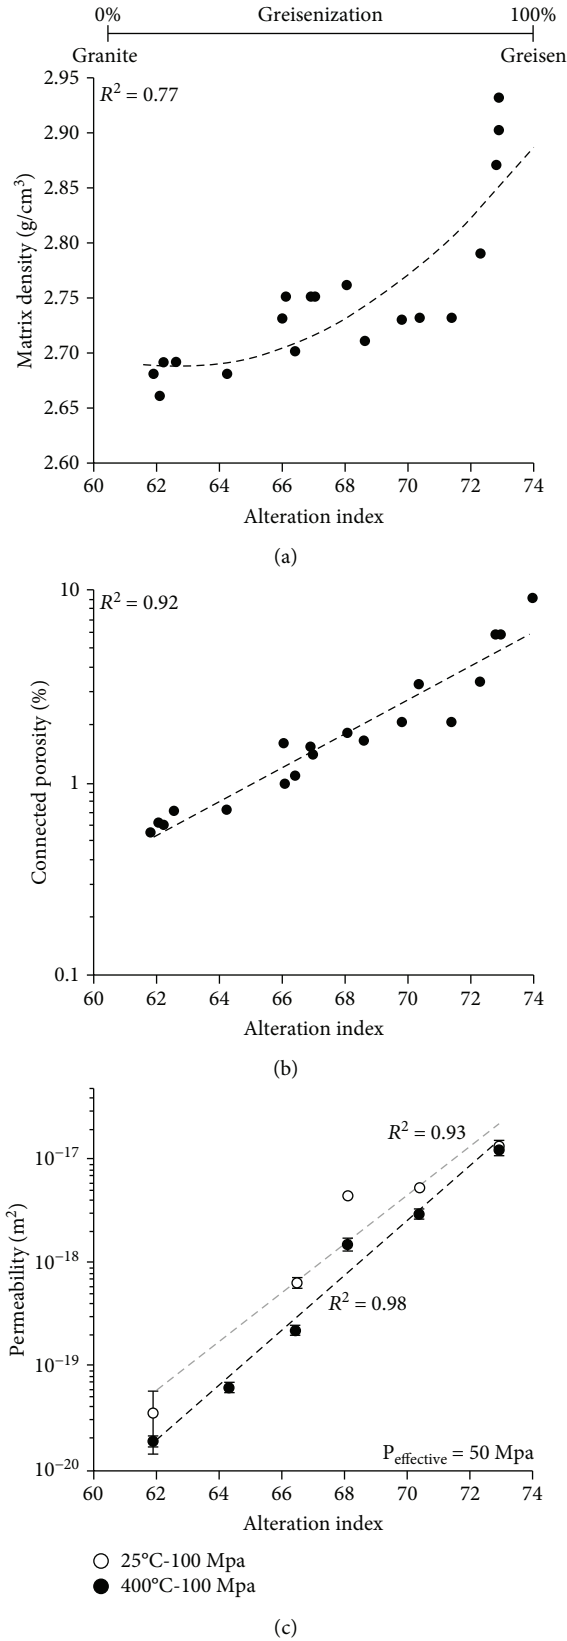 0% Greisenization 100%
Granite Greisen
R² = 0.77
2.95
2.90
2.85
2.80
2.75
2.70
2.65
2.60
Matrix density (g/cm³)
60 62 64 66 68 70 72 74
Alteration index
(a)
R² = 0.92
10
1
0.1
Connected porosity (%)
60 62 64 66 68 70 72 74
Alteration index
(b)
R² = 0.93
10⁻¹⁷
10⁻¹⁸
R² = 0.98
10⁻¹⁹
10⁻²⁰
Permeability (m²)
Peffective = 50 Mpa
60 62 64 66 68 70 72 74
Alteration index
25°C-100 Mpa
400°C-100 Mpa
(c)